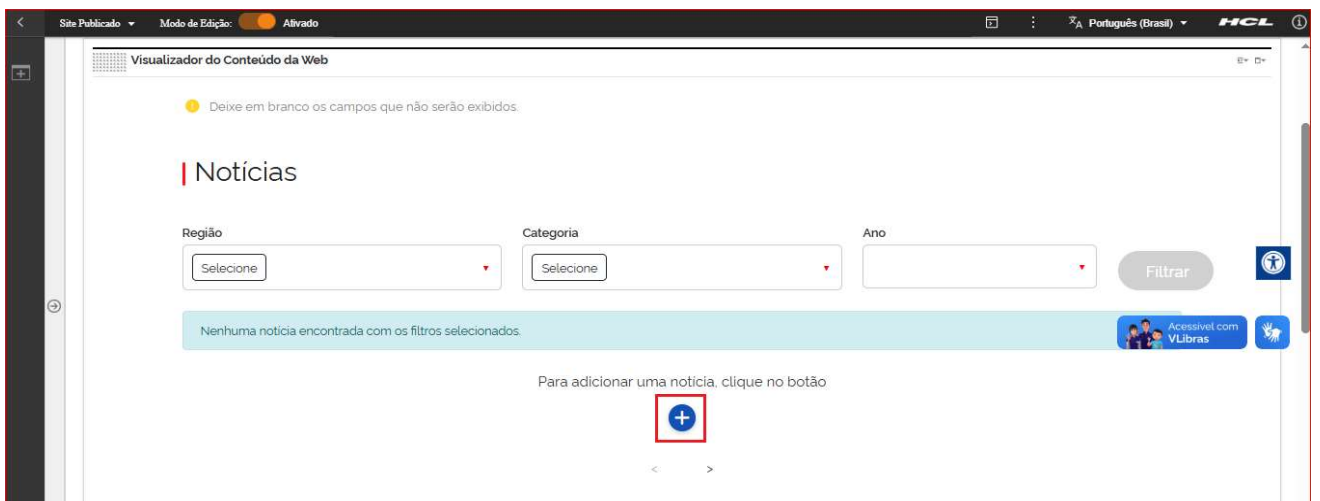 Site Publicado Modo de Edição: Ativado Português (Brasil) HCL
Visualizador do Conteúdo da Web
Deixe em branco os campos que não serão exibidos.
Notícias
Região Categoria Ano
Selecione Selecione Filtrar
Nenhuma notícia encontrada com os filtros selecionados.
Acessível com
VLibras
Para adicionar uma notícia, clique no botão
< >